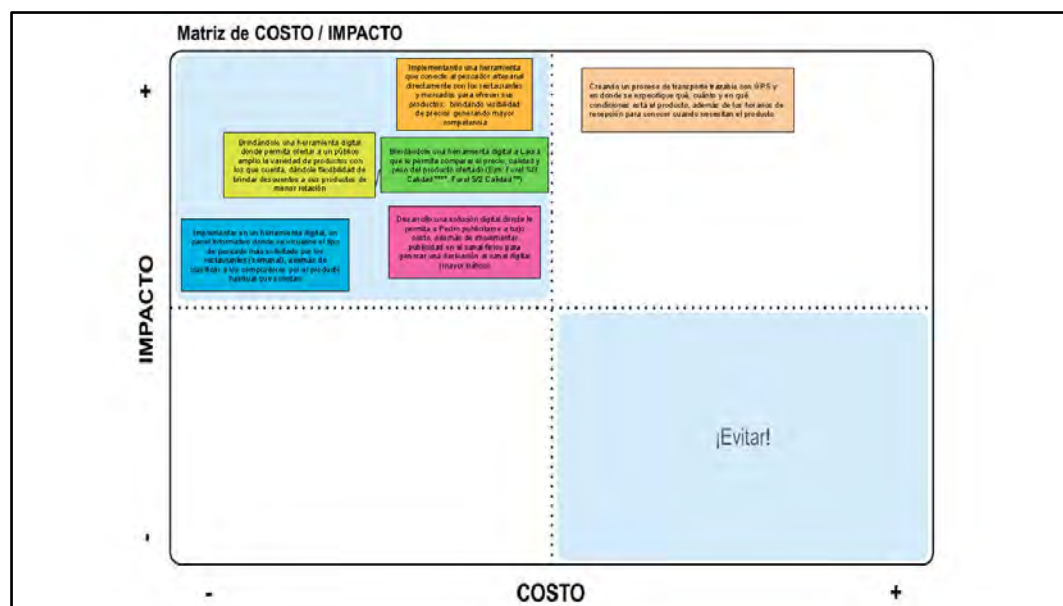 Matriz de COSTO / IMPACTO
+
Implementando una herramienta
que conecte al pescador artesanal
directamente con los restaurantes
y mercados para ofrecer sus
productos, brindando visibilidad
de precios generando mayor
competencia
Creando un proceso de transporte trazable con GPS y
en donde se especifique qué, cuánto y en qué
condiciones está el producto, además de los horarios de
recepción para conocer cuando necesitan el producto
Brindándole una herramienta digital
donde permita ofertar a un público
amplio la variedad de productos con
los que cuenta, dándole flexibilidad de
brindar descuentos a sus productos de
menor rotación
Brindándole una herramienta digital a Laura
que le permita comparar el precio, calidad y
peso del producto ofertado (Ejm: Furel S/2
Calidad ****, Furel S/2 Calidad **)
Implementar en un herramienta digital, un
panel informativo donde se visualice el tipo
de pescado más solicitado por los
restaurantes (semanal), además de
clasificar a los compradores por el producto
habitual que solicitan
Desarrollo una solución digital donde le
permita a Pedro publicitarse a bajo
costo, además de
publicidad en el canal físico para
generar una derivación al canal digital
(mayor tráfico)
IMPACTO
¡Evitar!
-
- COSTO +